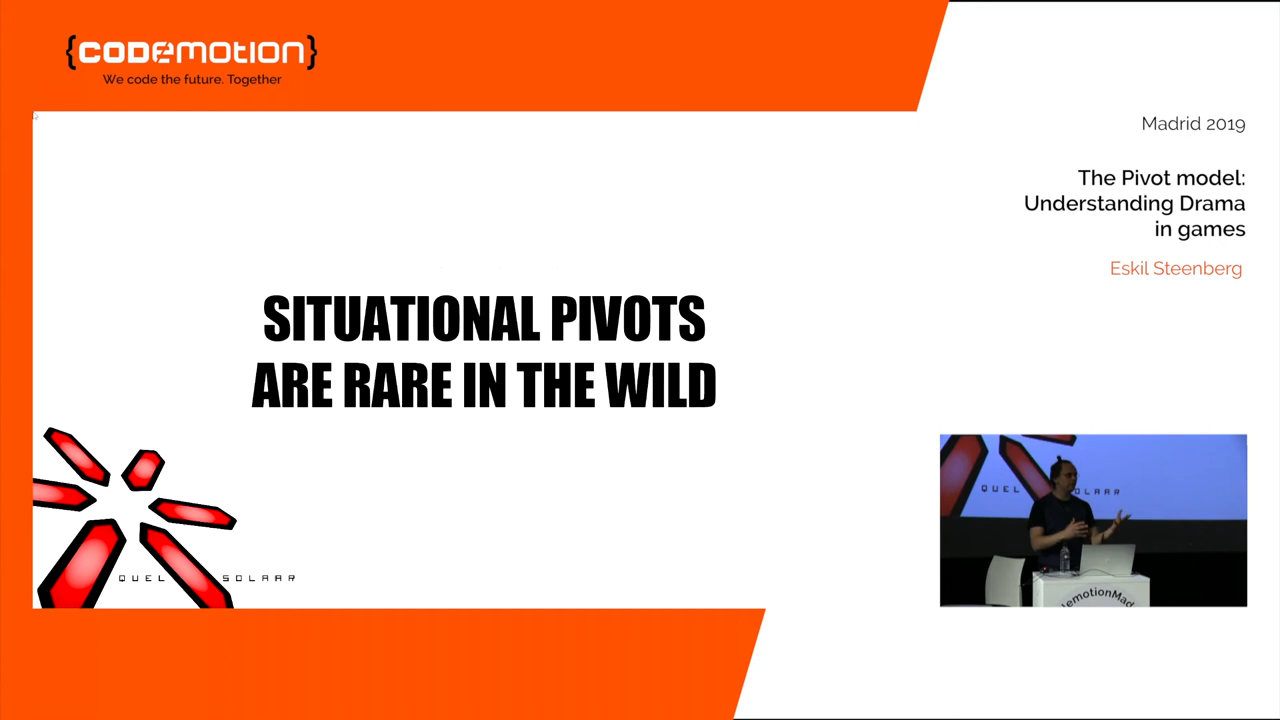 {CODEMOTION}
We code the future. Together
Madrid 2019
The Pivot model:
Understanding Drama
in games
Eskil Steenberg
SITUATIONAL PIVOTS
ARE RARE IN THE WILD
QUEL SOLAAR
QUEL SOLAAR
emotionMad